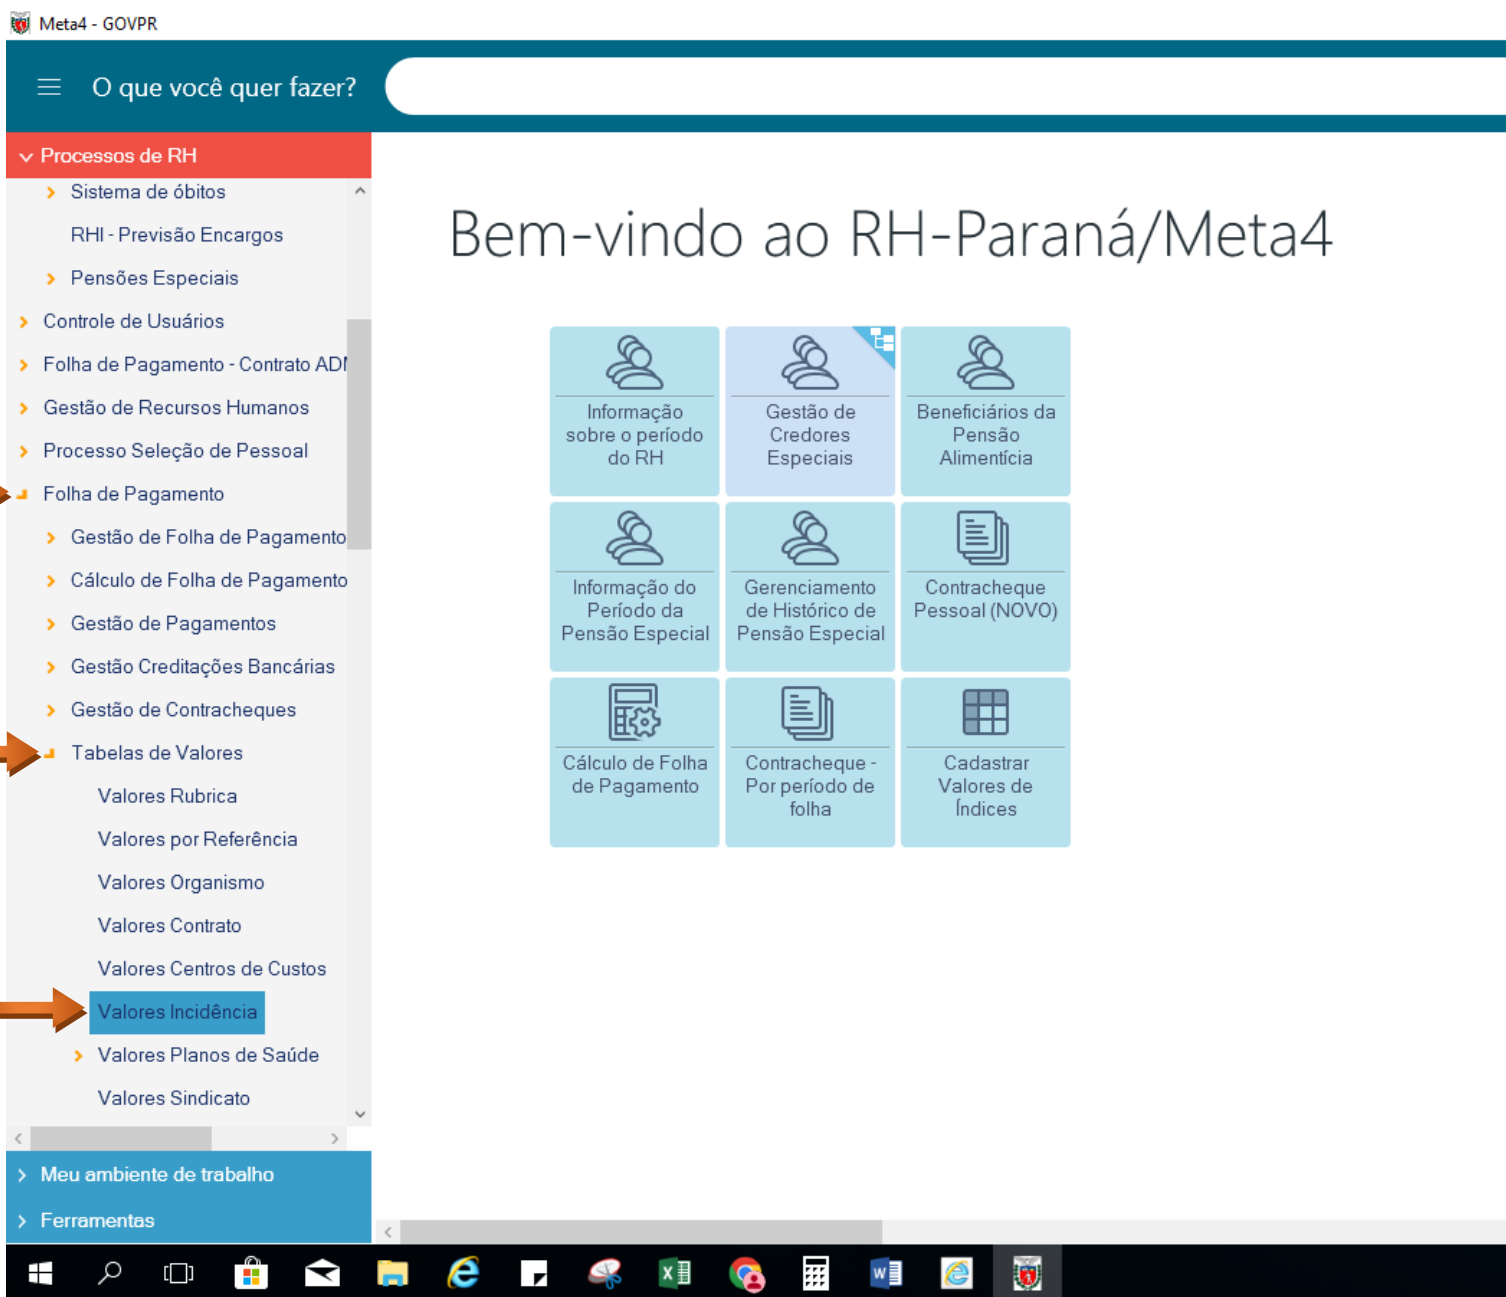 Meta4 - GOVPR
O que você quer fazer?
Processos de RH
Sistema de óbitos
RHI - Previsão Encargos
Pensões Especiais
Controle de Usuários
Folha de Pagamento - Contrato ADM
Gestão de Recursos Humanos
Processo Seleção de Pessoal
Folha de Pagamento
Gestão de Folha de Pagamento
Cálculo de Folha de Pagamento
Gestão de Pagamentos
Gestão Creditações Bancárias
Gestão de Contracheques
Tabelas de Valores
Valores Rubrica
Valores por Referência
Valores Organismo
Valores Contrato
Valores Centros de Custos
Valores Incidência
Valores Planos de Saúde
Valores Sindicato
Meu ambiente de trabalho
Ferramentas
Bem-vindo ao RH-Paraná/Meta4
Informação
sobre o período
do RH
Gestão de
Credores
Especiais
Beneficiários da
Pensão
Alimentícia
Informação do
Período da
Pensão Especial
Gerenciamento
de Histórico de
Pensão Especial
Contracheque
Pessoal (NOVO)
Cálculo de Folha
de Pagamento
Contracheque -
Por período de
folha
Cadastrar
Valores de
Índices